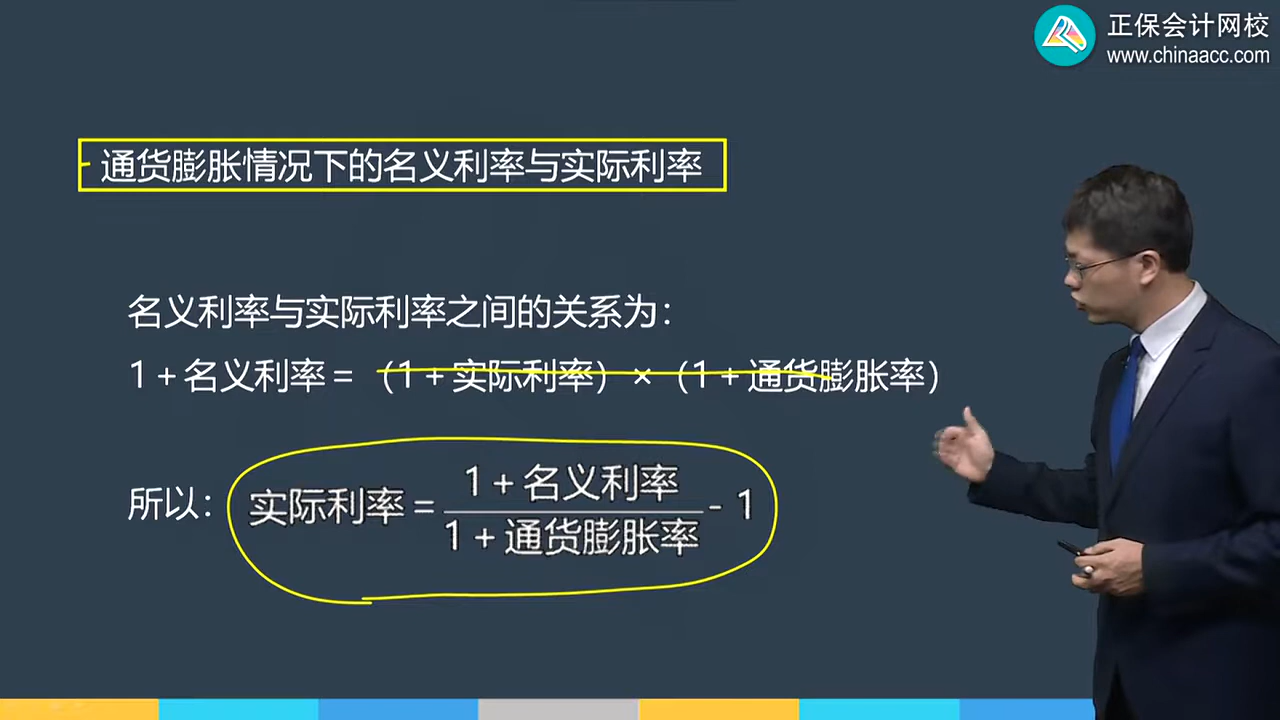 正保会计网校
www.chinaacc.com
通货膨胀情况下的名义利率与实际利率
名义利率与实际利率之间的关系为：
1＋名义利率＝（1＋实际利率）×（1＋通货膨胀率）
所以：实际利率＝1＋名义利率/1＋通货膨胀率－1